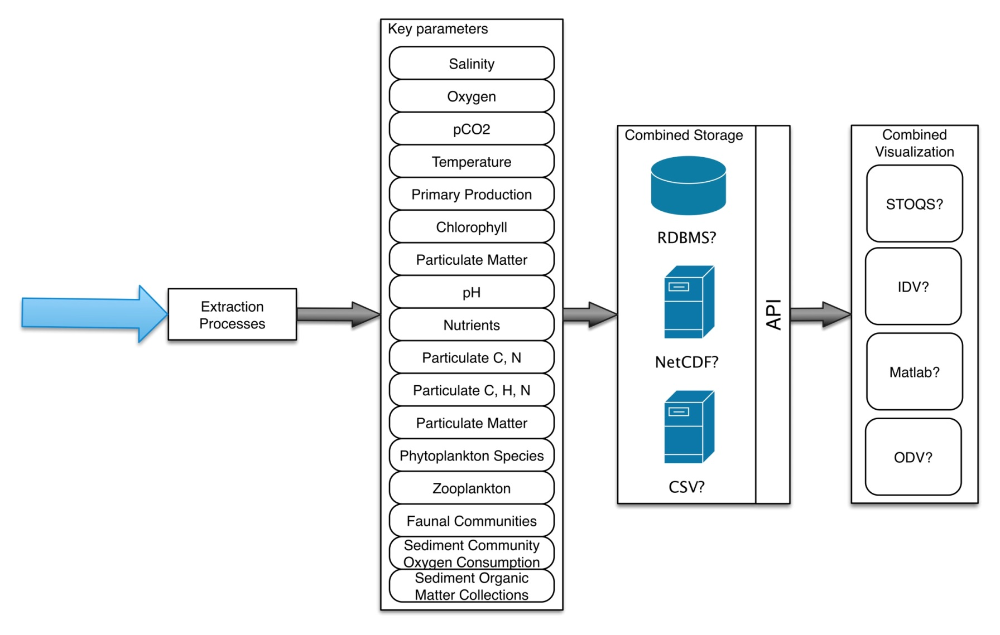 Key parameters
Salinity
Oxygen
pCO2
Temperature
Primary Production
Chlorophyll
Particulate Matter
pH
Nutrients
Particulate C, N
Particulate C, H, N
Particulate Matter
Phytoplankton Species
Zooplankton
Faunal Communities
Sediment Community
Oxygen Consumption
Sediment Organic
Matter Collections
Extraction
Processes
Combined Storage
RDBMS?
NetCDF?
CSV?
API
Combined
Visualization
STOQS?
IDV?
Matlab?
ODV?